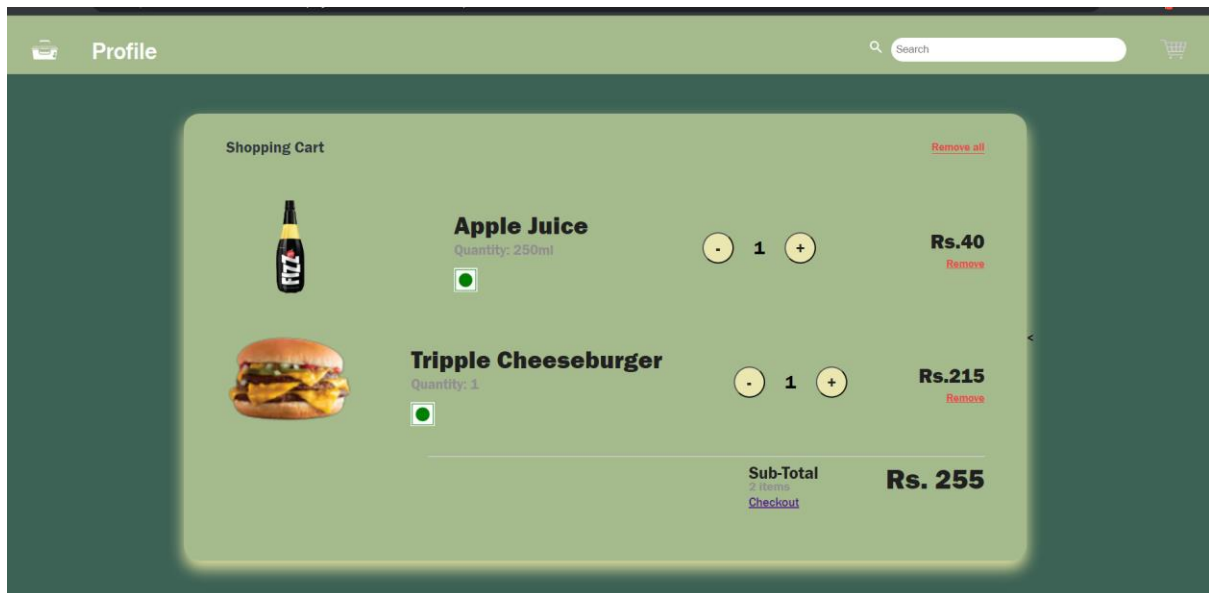 Profile
Search
Shopping Cart
Remove all
FIZZ
Apple Juice
Quantity: 250ml
- 1 +
Rs.40
Remove
<
Tripple Cheeseburger
Quantity: 1
- 1 +
Rs.215
Remove
Sub-Total
2 items
Checkout
Rs. 255